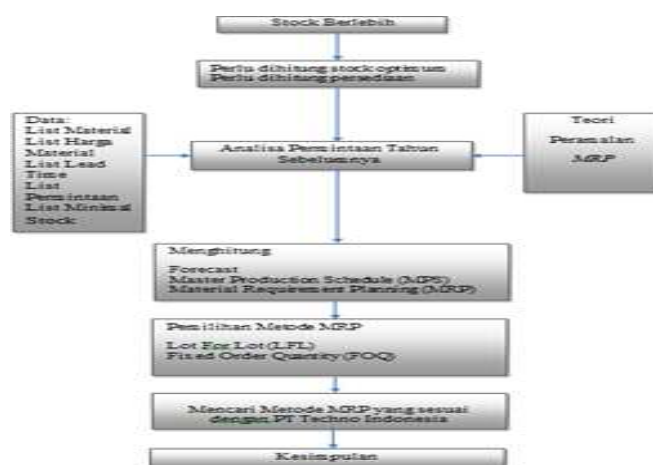 Stock Berlebih
Perlu dihitung stock optimum
Perlu dihitung persediaan
Data:
List Material
List Harga
Material
List Lead
Time
List
Permintaan
List Minimal
Stock
Analisa Permintaan Tahun
Sebelumnya
Teori
Peramalan
MRP
Menghitung
Forecast
Master Production Schedule (MPS)
Material Requirement Planning (MRP)
Pemilihan Metode MRP
Lot For Lot (LFL)
Fixed Order Quantity (FOQ)
Mencari Metode MRP yang sesuai
dengan PT Techno Indonesia
Kesimpulan